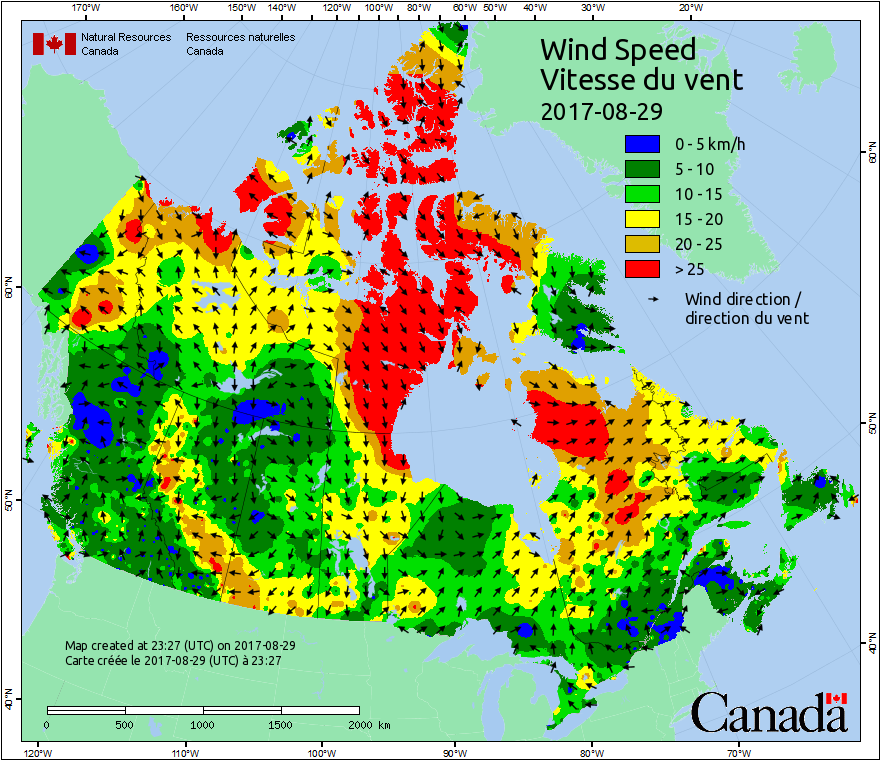 170°W 160°W 150°W 140°W 130°W 120°W 110°W 100°W 80°W 60°W 50°W 40°W 30°W 20°W
Natural Resources Canada
Ressources naturelles Canada
Wind Speed
Vitesse du vent
2017-08-29
0 - 5 km/h
5 - 10
10 - 15
15 - 20
20 - 25
> 25
Wind direction /
direction du vent
60°N
50°N
40°N
60°N
50°N
40°N
Map created at 23:27 (UTC) on 2017-08-29
Carte créée le 2017-08-29 (UTC) à 23:27
0 500 1000 1500 2000 km
Canada
120°W 110°W 100°W 90°W 80°W 70°W